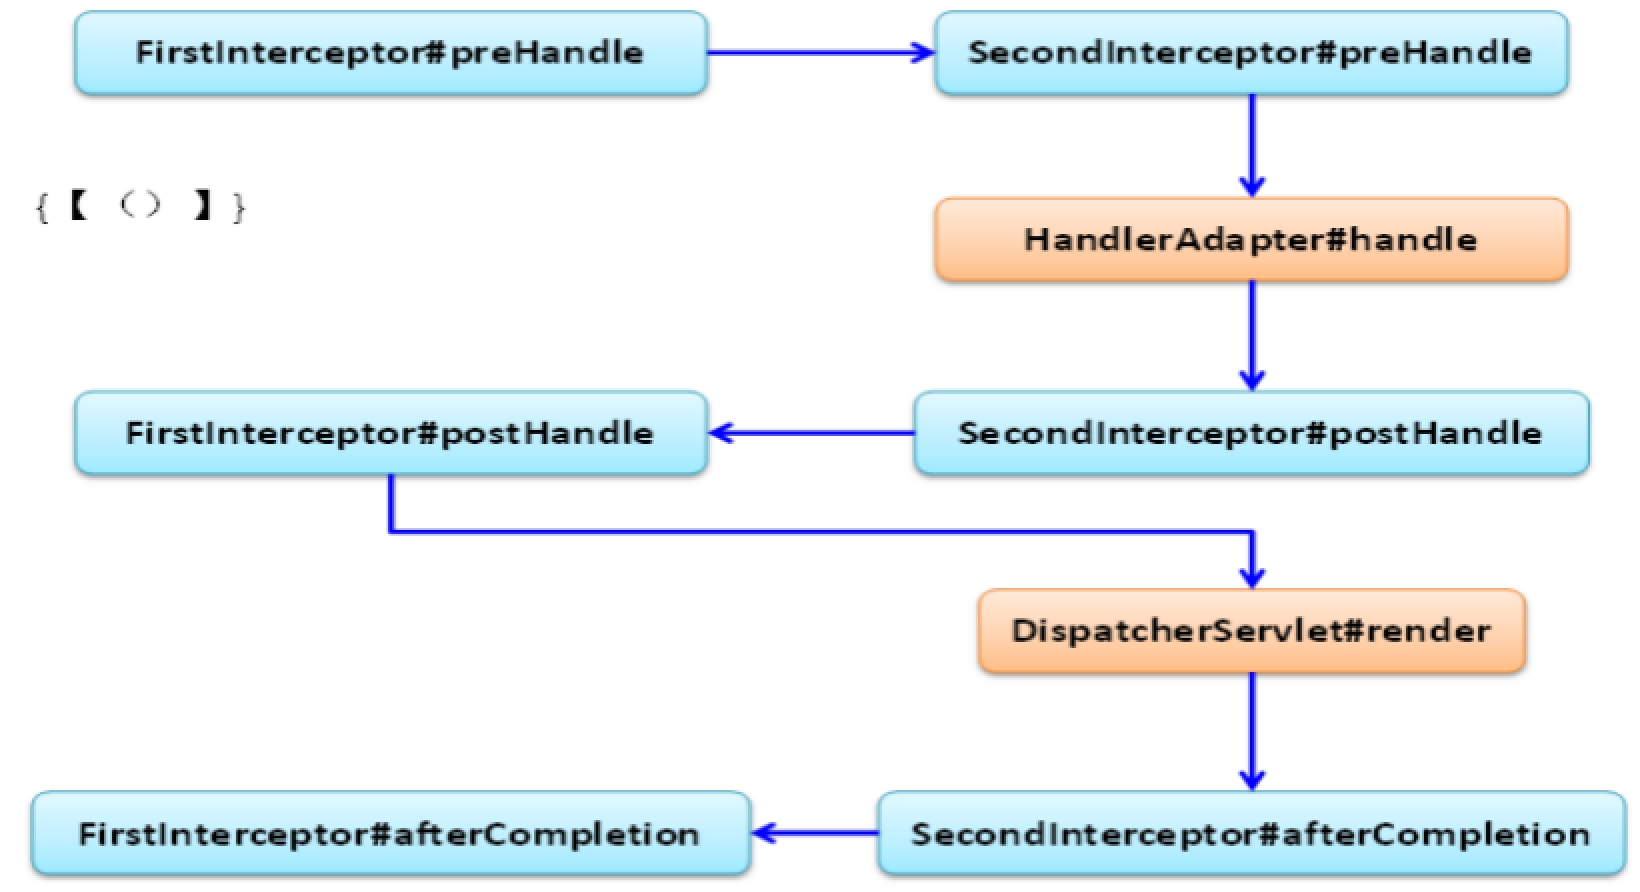 FirstInterceptor#preHandle
SecondInterceptor#preHandle
{【 （） 】}
HandlerAdapter#handle
FirstInterceptor#postHandle
SecondInterceptor#postHandle
DispatcherServlet#render
FirstInterceptor#afterCompletion
SecondInterceptor#afterCompletion